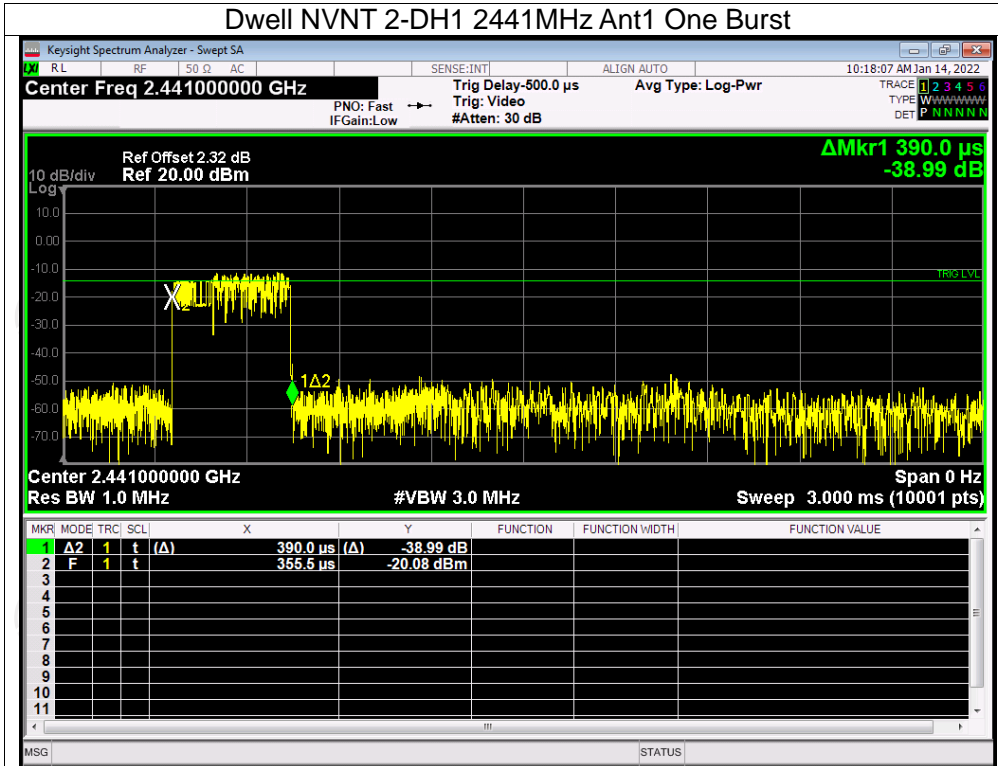 Dwell NVNT 2-DH1 2441MHz Ant1 One Burst
Keysight Spectrum Analyzer - Swept SA
LXI RL RF 50 Ω AC SENSE:INT ALIGN AUTO 10:18:07 AM Jan 14, 2022
Center Freq 2.441000000 GHz
Trig Delay-500.0 µs Avg Type: Log-Pwr TRACE 1 2 3 4 5 6
PNO: Fast Trig: Video TYPE WWWWWW
IFGain:Low #Atten: 30 dB DET P N N N N N
ΔMkr1 390.0 µs
-38.99 dB
Ref Offset 2.32 dB
10 dB/div Ref 20.00 dBm
Log
10.0
0.00
-10.0
TRIG LVL
-20.0
2
-30.0
-40.0
-50.0
1Δ2
-60.0
-70.0
Center 2.441000000 GHz Span 0 Hz
Res BW 1.0 MHz #VBW 3.0 MHz Sweep 3.000 ms (10001 pts)
MKR MODE TRC SCL X Y FUNCTION FUNCTION WIDTH FUNCTION VALUE
1 Δ2 1 t (Δ) 390.0 µs (Δ) -38.99 dB
2 F 1 t 355.5 µs -20.08 dBm
3
4
5
6
7
8
9
10
11
MSG STATUS